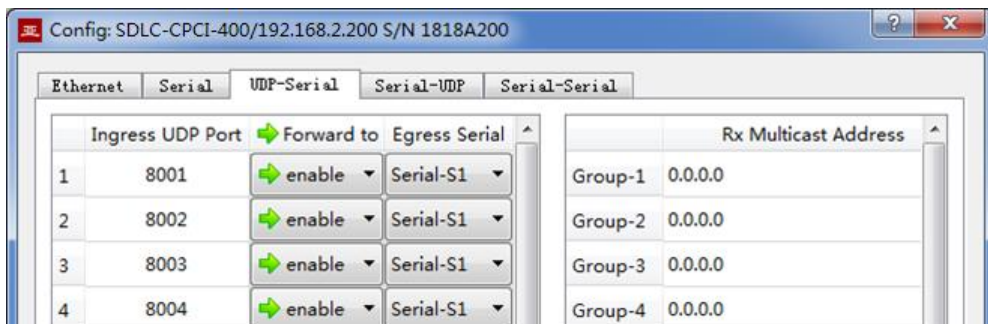 亚 Config: SDLC-CPCI-400/192.168.2.200 S/N 1818A200 ? X
Ethernet Serial UDP-Serial Serial-UDP Serial-Serial
Ingress UDP Port Forward to Egress Serial Rx Multicast Address
1 8001 enable Serial-S1 Group-1 0.0.0.0
2 8002 enable Serial-S1 Group-2 0.0.0.0
3 8003 enable Serial-S1 Group-3 0.0.0.0
4 8004 enable Serial-S1 Group-4 0.0.0.0